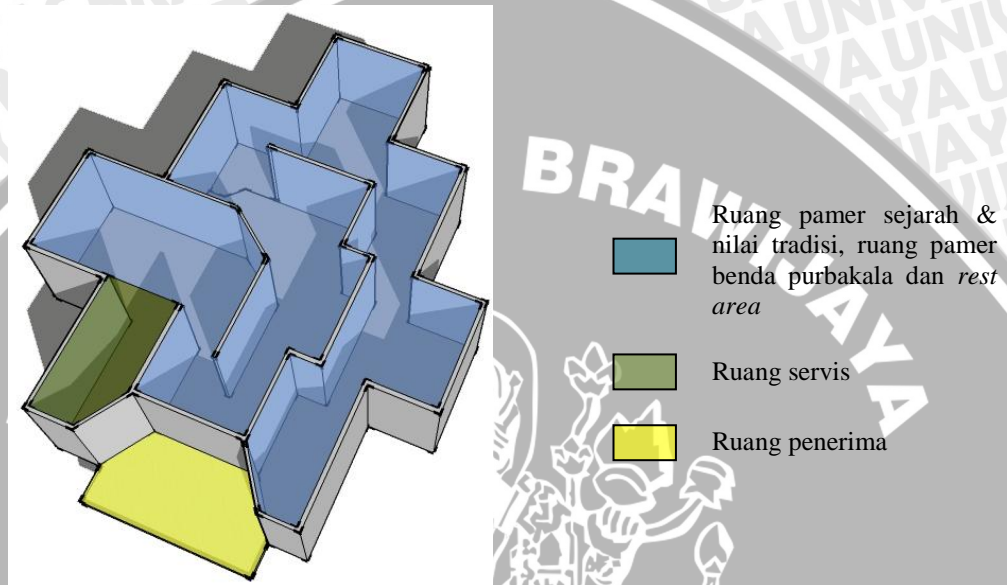 BRAWIJAYA
Ruang pamer sejarah &
nilai tradisi, ruang pamer
benda purbakala dan rest
area
Ruang servis
Ruang penerima